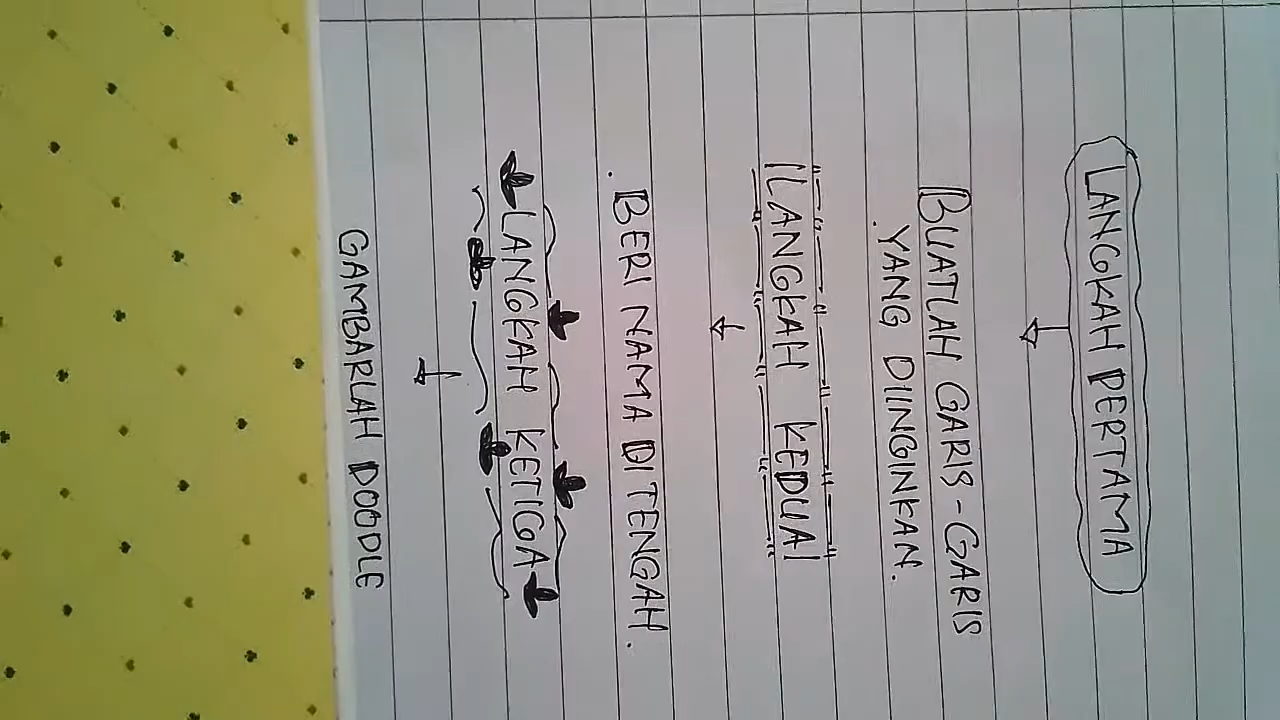 LANGKAH PERTAMA
BUATLAH GARIS-GARIS
YANG DIINGINKAN.
LANGKAH KEDUA
BERI NAMA DI TENGAH.
LANGKAH KETIGA
GAMBARLAH DOODLE